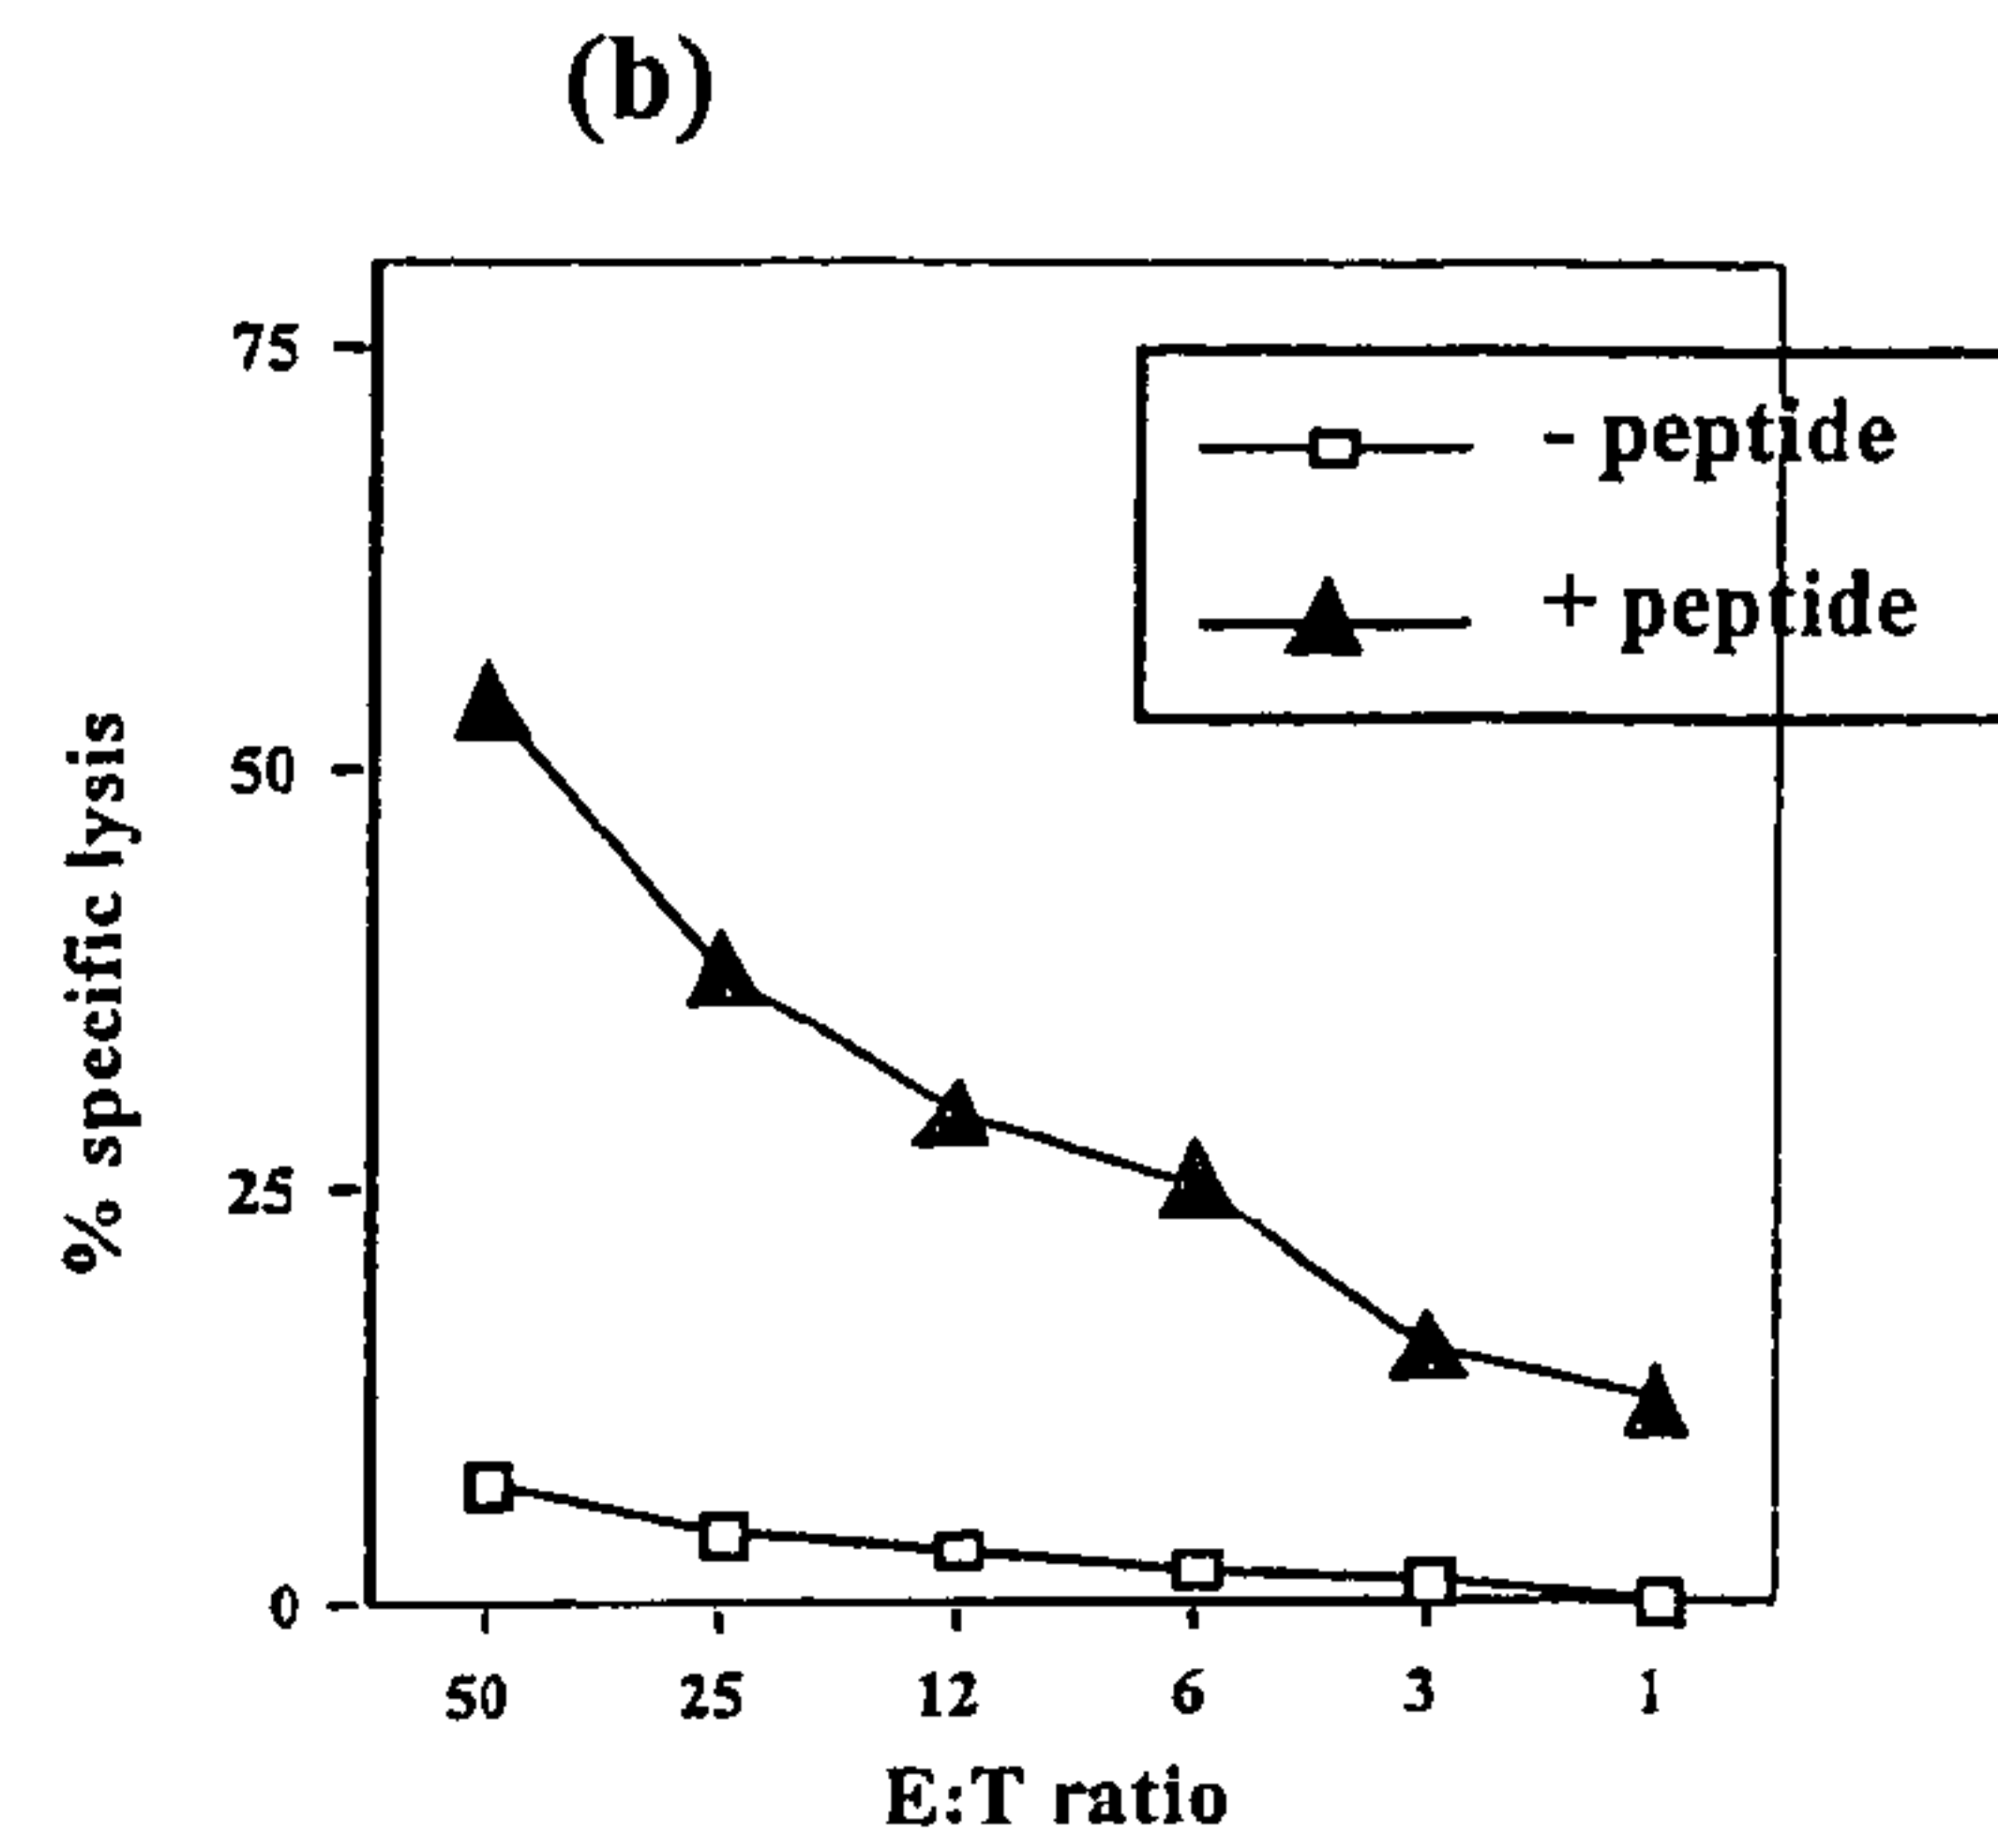 (b)
75
50
25
0
% specific lysis
- peptide
+ peptide
50 25 12 6 3 1
E:T ratio